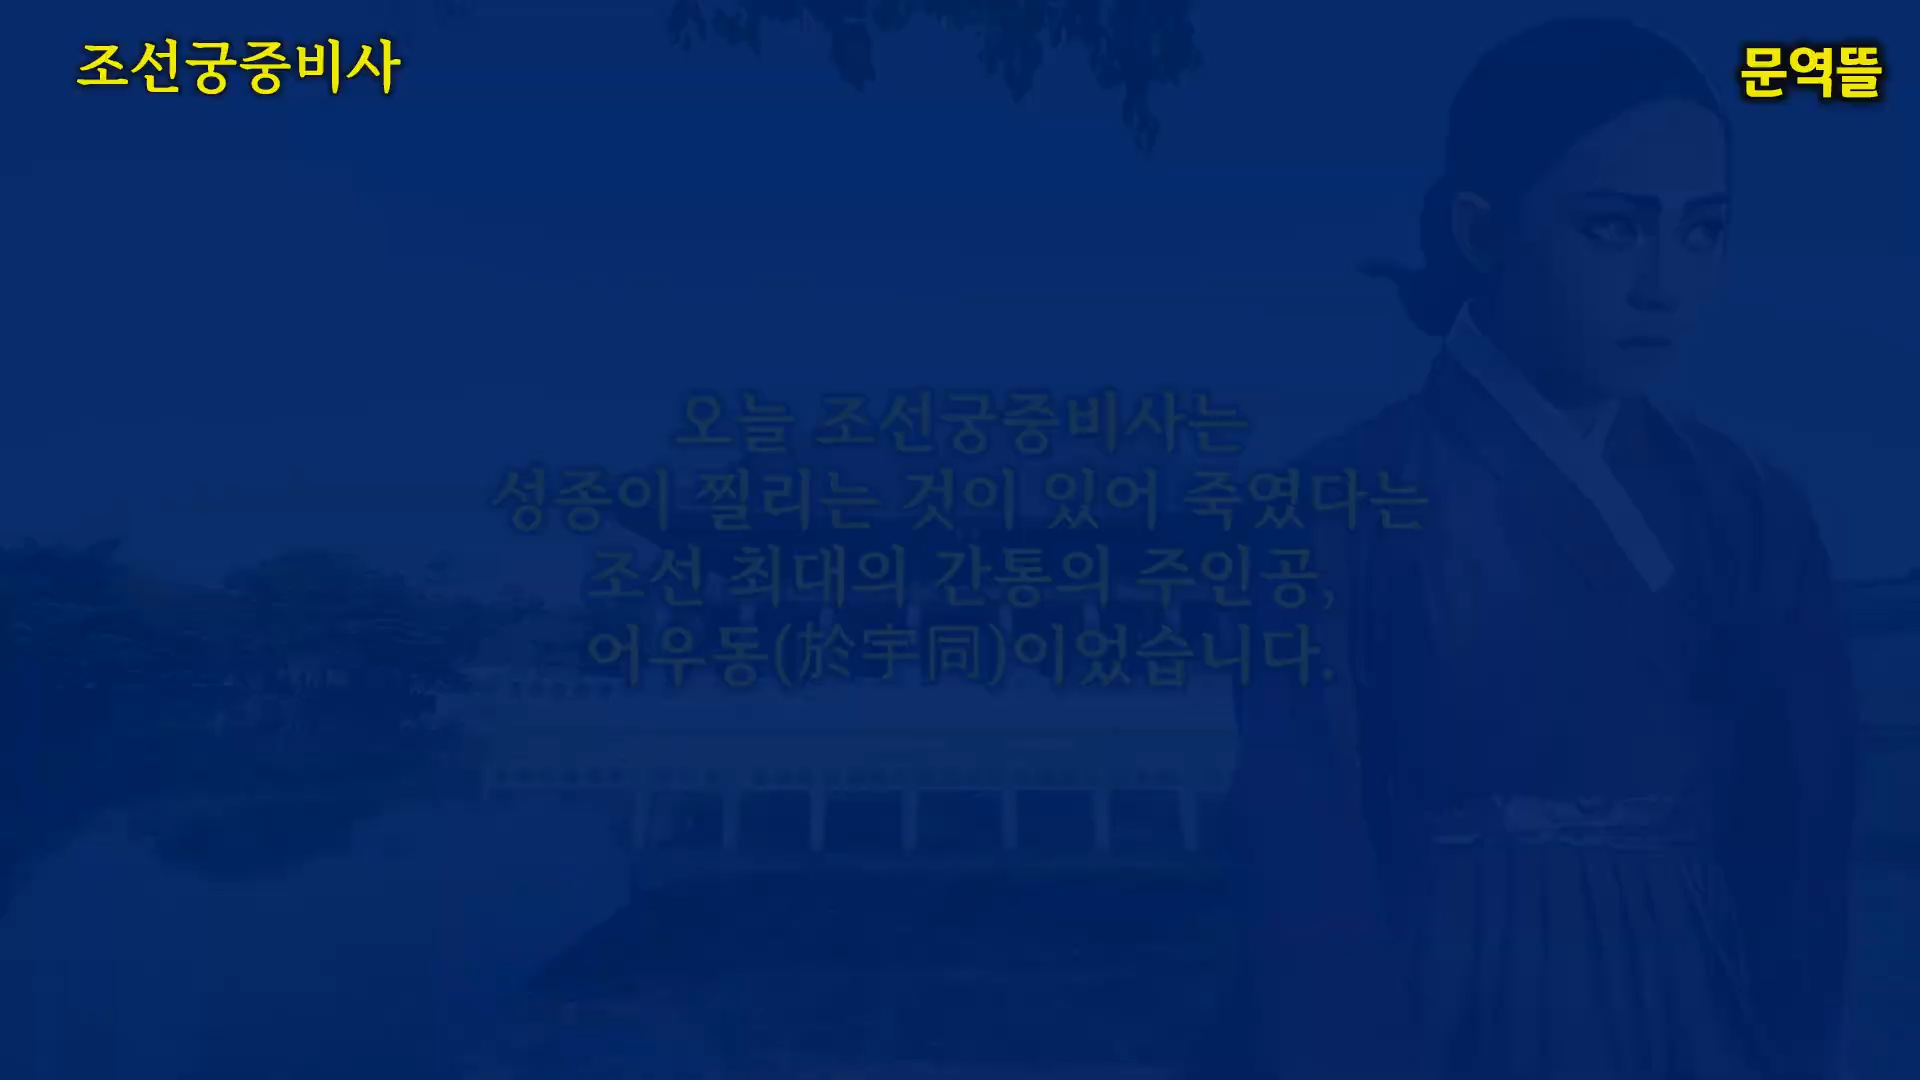 조선궁중비사
문역뜰
오늘 조선궁중비사는
성종이 찔리는 것이 있어 죽였다는
조선 최대의 간통의 주인공,
어우동(於宇同)이었습니다.